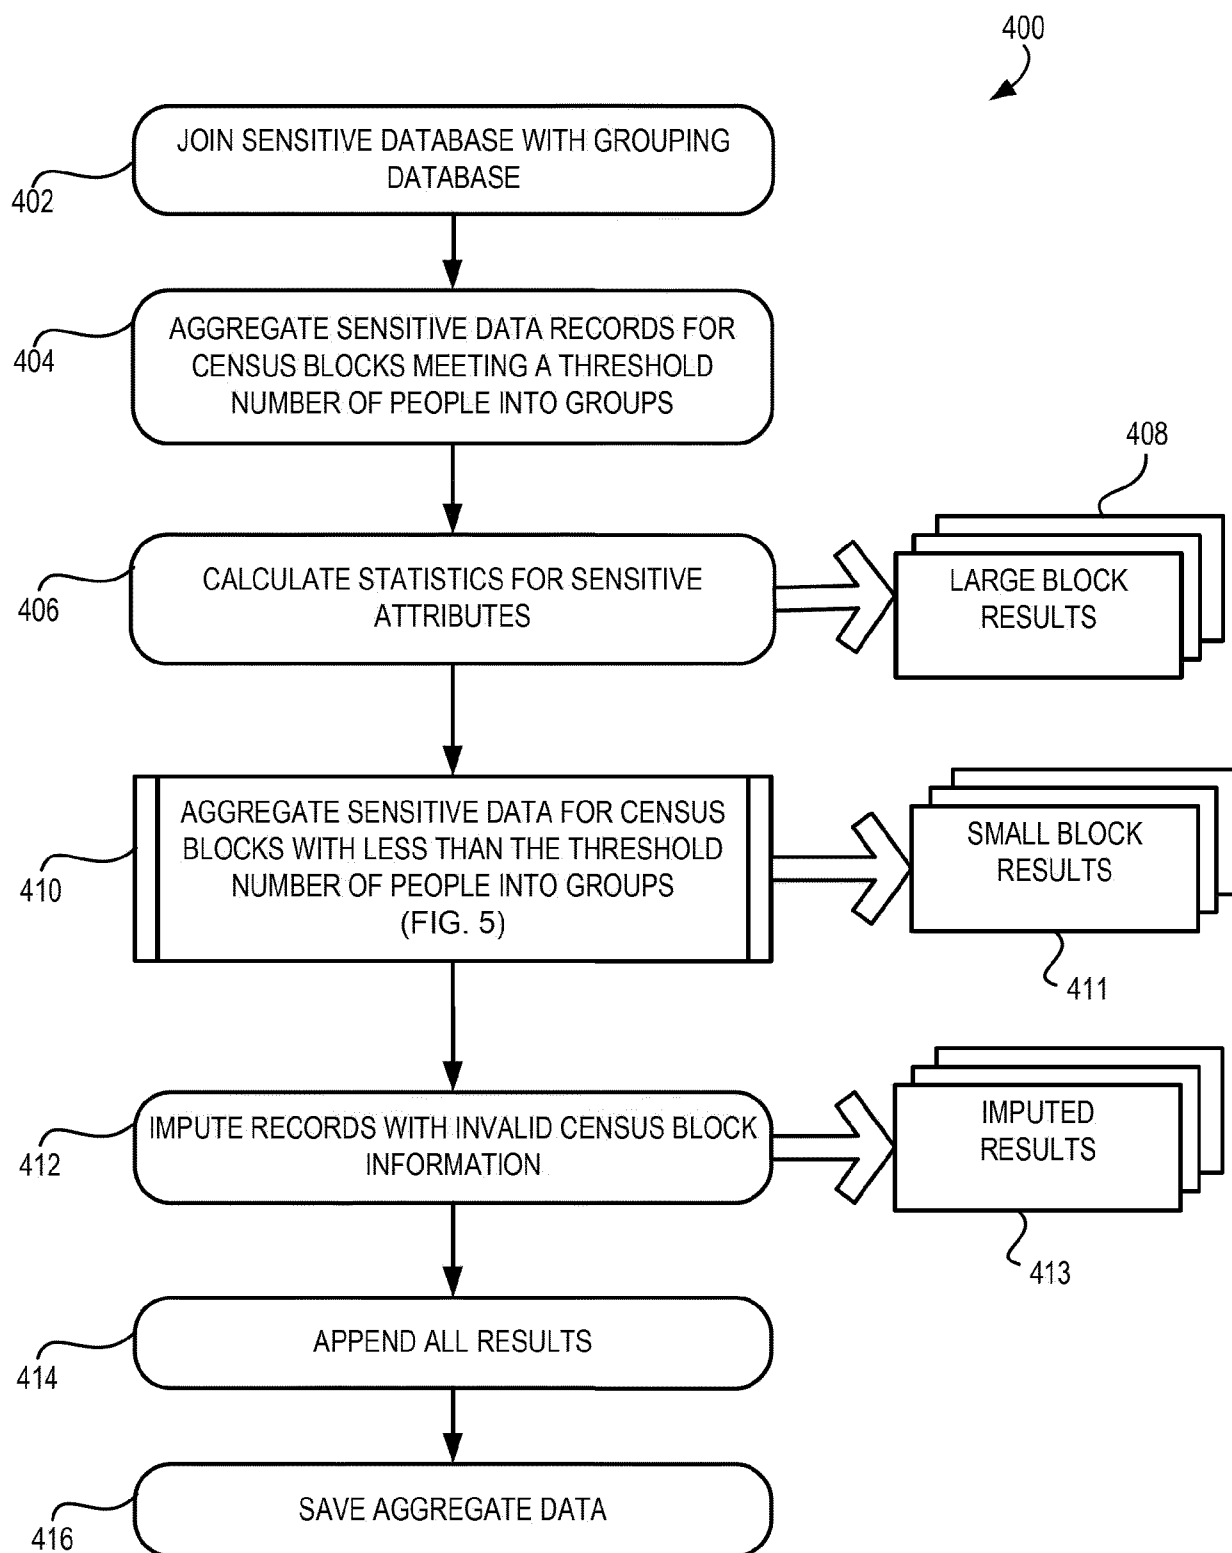 400
JOIN SENSITIVE DATABASE WITH GROUPING
DATABASE
402
AGGREGATE SENSITIVE DATA RECORDS FOR
CENSUS BLOCKS MEETING A THRESHOLD
NUMBER OF PEOPLE INTO GROUPS
404
408
CALCULATE STATISTICS FOR SENSITIVE
ATTRIBUTES
406
LARGE BLOCK
RESULTS
AGGREGATE SENSITIVE DATA FOR CENSUS
BLOCKS WITH LESS THAN THE THRESHOLD
NUMBER OF PEOPLE INTO GROUPS
(FIG. 5)
410
SMALL BLOCK
RESULTS
411
IMPUTE RECORDS WITH INVALID CENSUS BLOCK
INFORMATION
412
IMPUTED
RESULTS
413
APPEND ALL RESULTS
414
SAVE AGGREGATE DATA
416